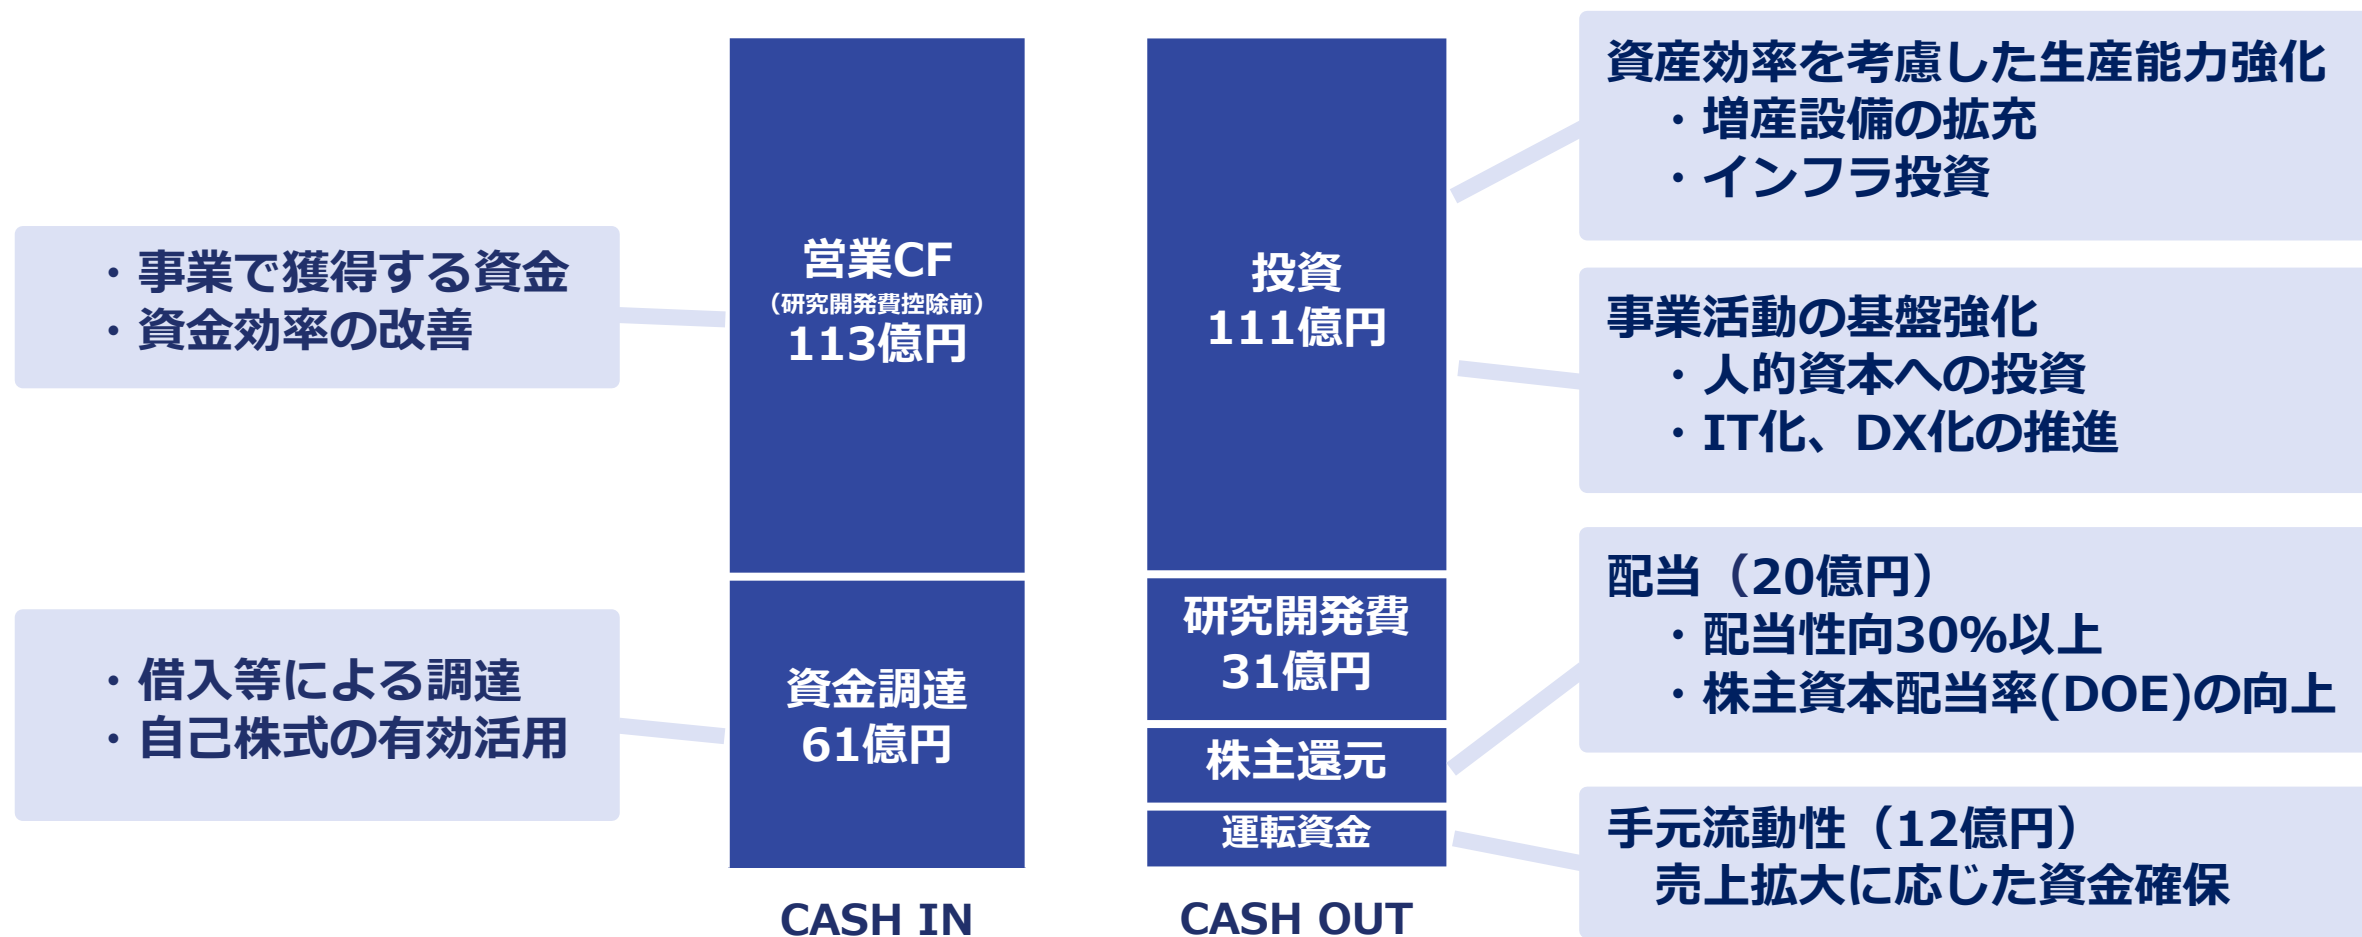 ・事業で獲得する資金
・資金効率の改善
・借入等による調達
・自己株式の有効活用
営業CF
（研究開発費控除前）
113億円
資金調達
61億円
CASH IN
投資
111億円
研究開発費
31億円
株主還元
運転資金
CASH OUT
資産効率を考慮した生産能力強化
・増産設備の拡充
・インフラ投資
事業活動の基盤強化
・人的資本への投資
・IT化、DX化の推進
配当（20億円）
・配当性向30%以上
・株主資本配当率(DOE)の向上
手元流動性（12億円）
売上拡大に応じた資金確保